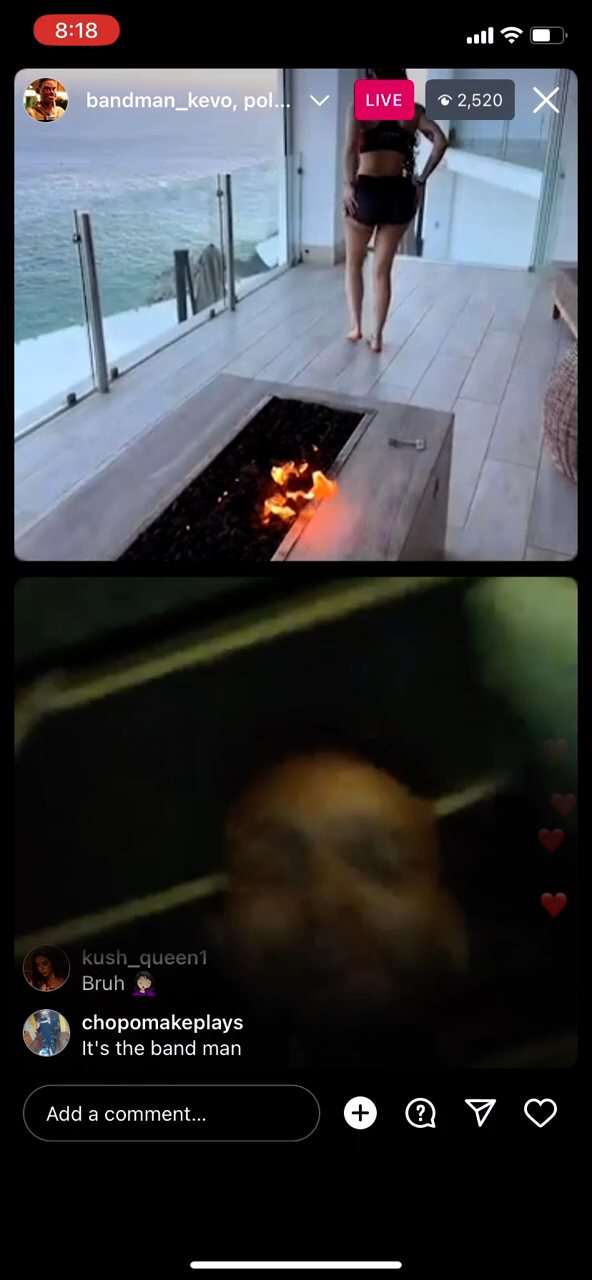 8:18
bandman_kevo, pol...
LIVE
2,520
kush_queen1
Bruh 🤦🏻‍♀️
chopomakeplays
It's the band man
Add a comment...